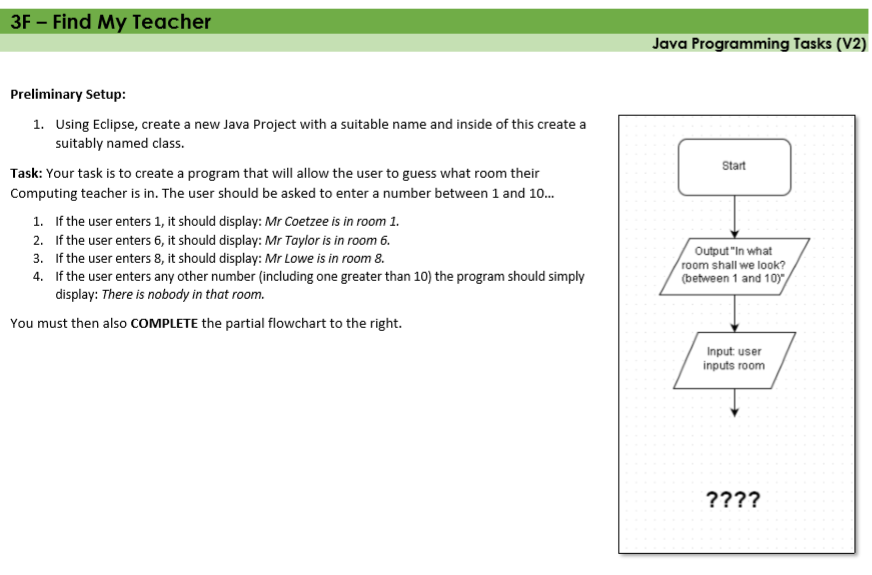 3F – Find My Teacher
Java Programming Tasks (V2)
Preliminary Setup:
1. Using Eclipse, create a new Java Project with a suitable name and inside of this create a
suitably named class.
Task: Your task is to create a program that will allow the user to guess what room their
Computing teacher is in. The user should be asked to enter a number between 1 and 10...
1. If the user enters 1, it should display: Mr Coetzee is in room 1.
2. If the user enters 6, it should display: Mr Taylor is in room 6.
3. If the user enters 8, it should display: Mr Lowe is in room 8.
4. If the user enters any other number (including one greater than 10) the program should simply
display: There is nobody in that room.
You must then also COMPLETE the partial flowchart to the right.
Start
Output "In what
room shall we look?
(between 1 and 10)"
Input: user
inputs room
????